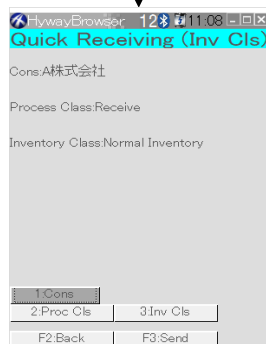 HywayBrowser 12 11:08
Quick Receiving (Inv Cls)
Cons:A株式会社
Process Class:Receive
Inventory Class:Normal Inventory
1:Cons
2:Proc Cls 3:Inv Cls
F2:Back F3:Send